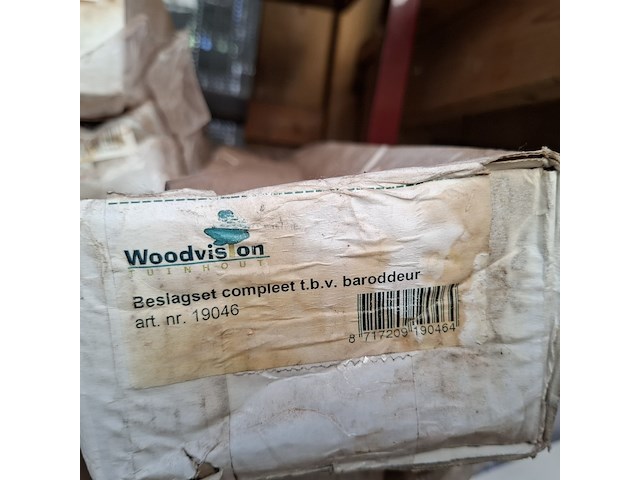 Woodvision
TUINHOUT
Beslagset compleet t.b.v. baroddeur
art. nr. 19046
8 717209 190464